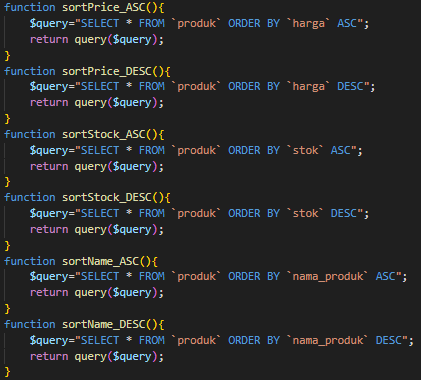 function sortPrice_ASC(){
    $query="SELECT * FROM `produk` ORDER BY `harga` ASC";
    return query($query);
}
function sortPrice_DESC(){
    $query="SELECT * FROM `produk` ORDER BY `harga` DESC";
    return query($query);
}
function sortStock_ASC(){
    $query="SELECT * FROM `produk` ORDER BY `stok` ASC";
    return query($query);
}
function sortStock_DESC(){
    $query="SELECT * FROM `produk` ORDER BY `stok` DESC";
    return query($query);
}
function sortName_ASC(){
    $query="SELECT * FROM `produk` ORDER BY `nama_produk` ASC";
    return query($query);
}
function sortName_DESC(){
    $query="SELECT * FROM `produk` ORDER BY `nama_produk` DESC";
    return query($query);
}